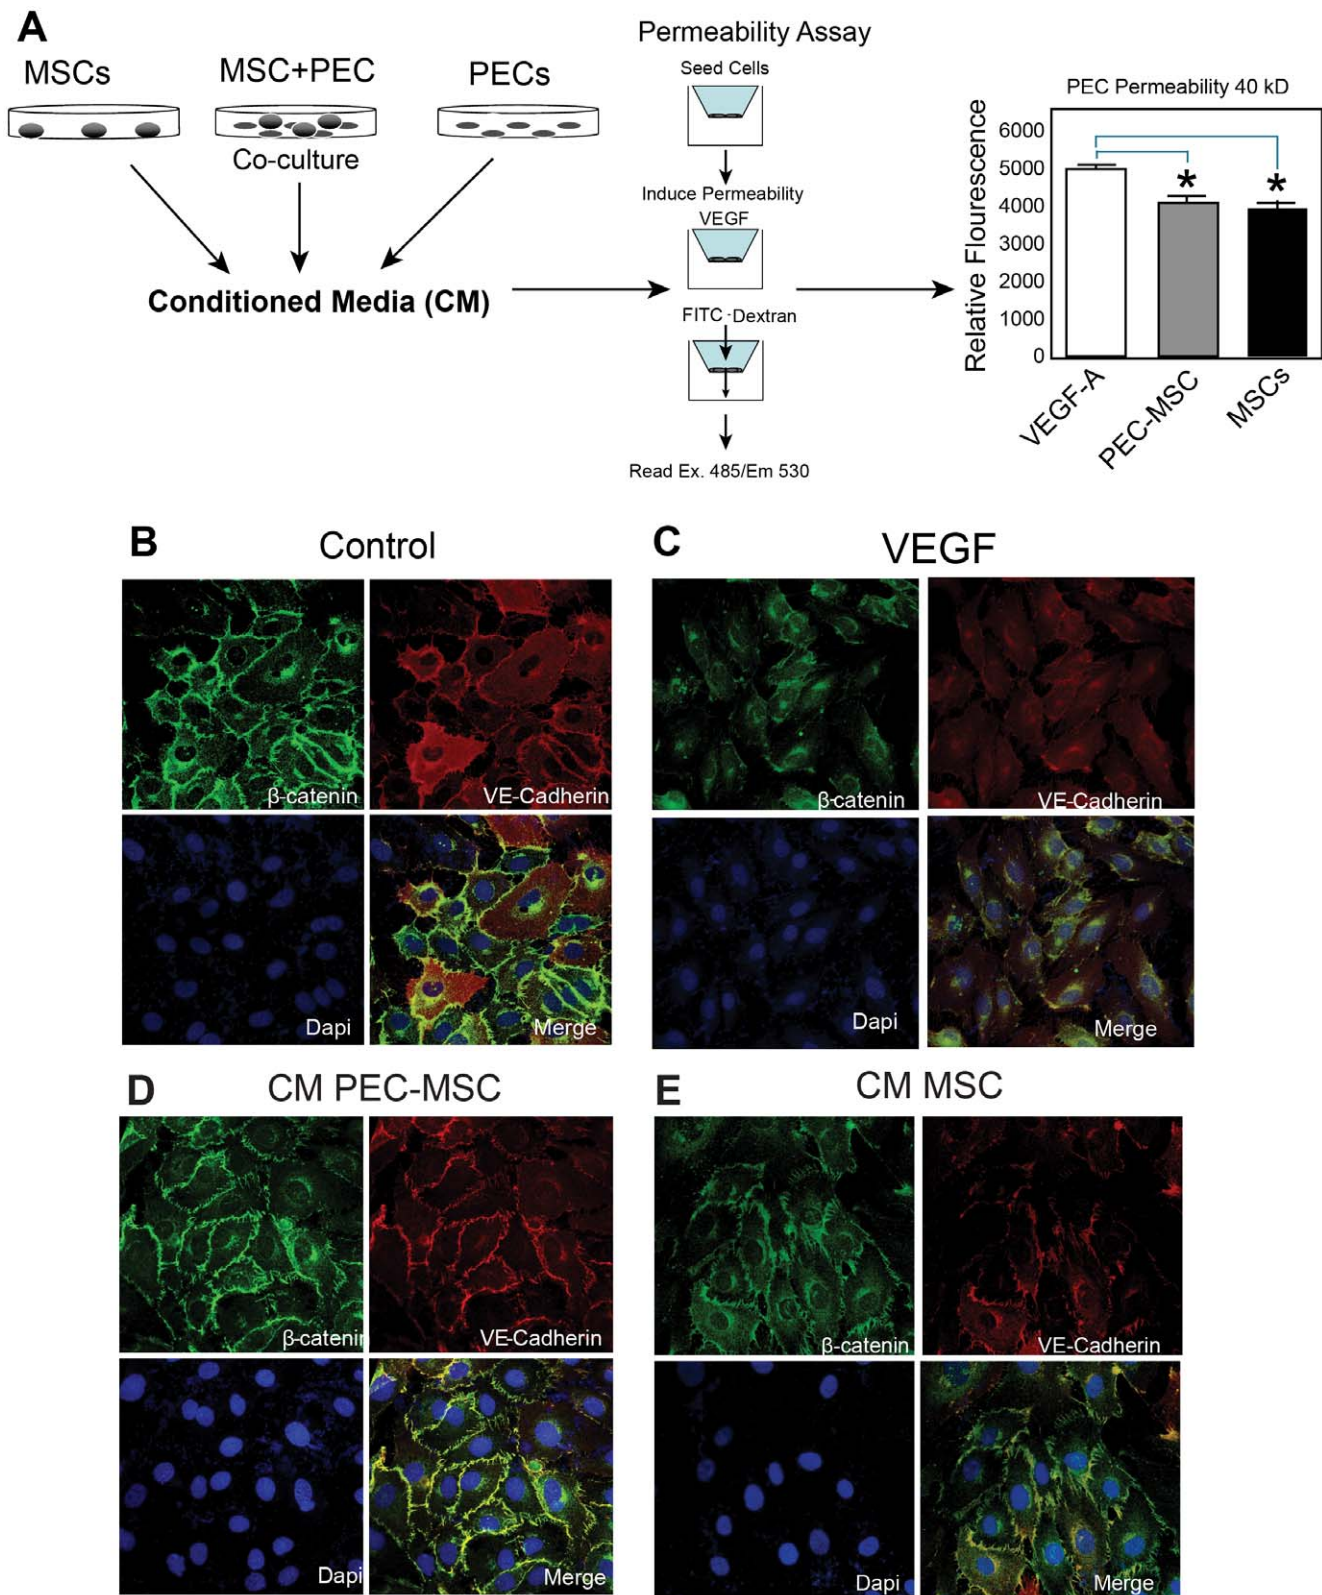 A
MSCs
MSC+PEC
PECs
Co-culture
Conditioned Media (CM)
Permeability Assay
Seed Cells
Induce Permeability
VEGF
FITC - Dextran
Read Ex. 485/Em 530
PEC Permeability 40 kD
Relative Flourescence
6000
5000
4000
3000
2000
1000
0
*
*
VEGF-A
PEC-MSC
MSCs
B
Control
β-catenin
VE-Cadherin
Dapi
Merge
C
VEGF
β-catenin
VE-Cadherin
Dapi
Merge
D
CM PEC-MSC
β-catenin
VE-Cadherin
Dapi
Merge
E
CM MSC
β-catenin
VE-Cadherin
Dapi
Merge